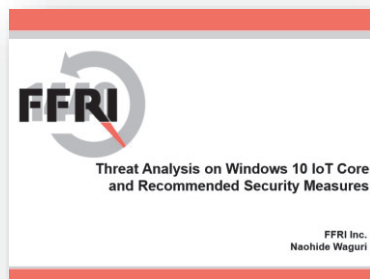 FFRI
Threat Analysis on Windows 10 IoT Core
and Recommended Security Measures
FFRI Inc.
Naohide Waguri